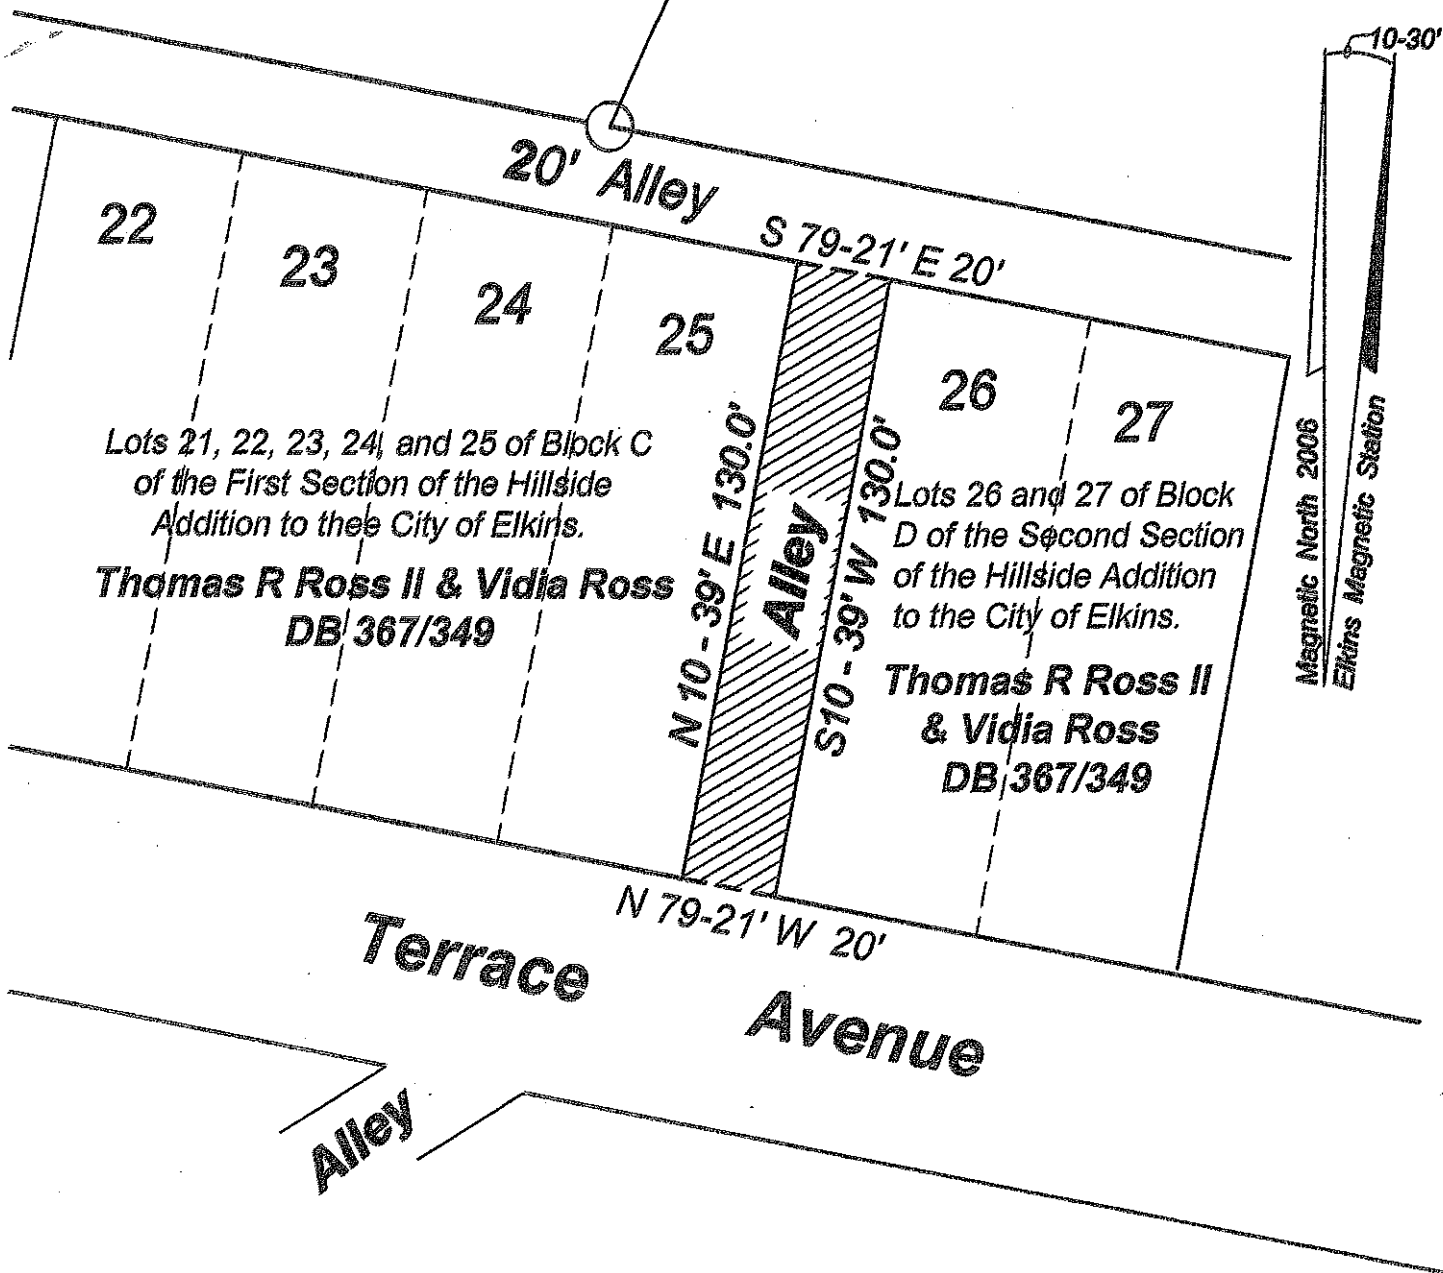 10-30'
20' Alley
S 79-21' E 20'
22
23
24
25
26
27
Lots 21, 22, 23, 24, and 25 of Block C
of the First Section of the Hillside
Addition to thee City of Elkins.
Thomas R Ross II & Vidia Ross
DB 367/349
N 10 - 39' E 130.0'
Alley
S10 - 39' W 130.0'
Lots 26 and 27 of Block
D of the Second Section
of the Hillside Addition
to the City of Elkins.
Thomas R Ross II
& Vidia Ross
DB 367/349
Magnetic North 2006
Elkins Magnetic Station
N 79-21' W 20'
Terrace Avenue
Alley